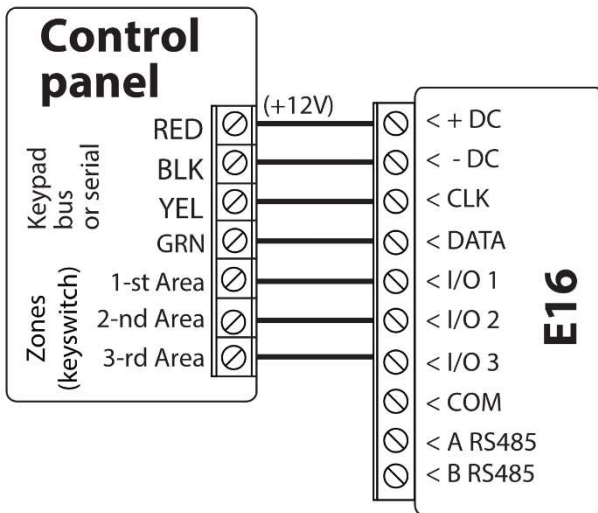 Control
panel
(+12V)
Keypad
bus
or serial
RED
BLK
YEL
GRN
Zones
(keyswitch)
1-st Area
2-nd Area
3-rd Area
< + DC
< - DC
< CLK
< DATA
< I/O 1
< I/O 2
< I/O 3
< COM
< A RS485
< B RS485
E16